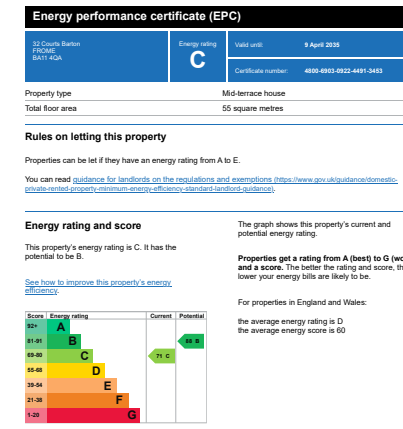 Energy performance certificate (EPC)
32 Courts Barton
FROME
BA11 4QA
Energy rating
C
Valid until: 9 April 2035
Certificate number: 4800-6903-0922-4491-3453
Property type Mid-terrace house
Total floor area 55 square metres
Rules on letting this property
Properties can be let if they have an energy rating from A to E.
You can read guidance for landlords on the regulations and exemptions (https://www.gov.uk/guidance/domestic-
private-rented-property-minimum-energy-efficiency-standard-landlord-guidance).
Energy rating and score
This property's energy rating is C. It has the
potential to be B.
See how to improve this property's energy
efficiency.
Score Energy rating Current Potential
92+ A
81-91 B 88 B
69-80 C 71 C
55-68 D
39-54 E
21-38 F
1-20 G
The graph shows this property's current and
potential energy rating.
Properties get a rating from A (best) to G (wo
and a score. The better the rating and score, th
lower your energy bills are likely to be.
For properties in England and Wales:
the average energy rating is D
the average energy score is 60